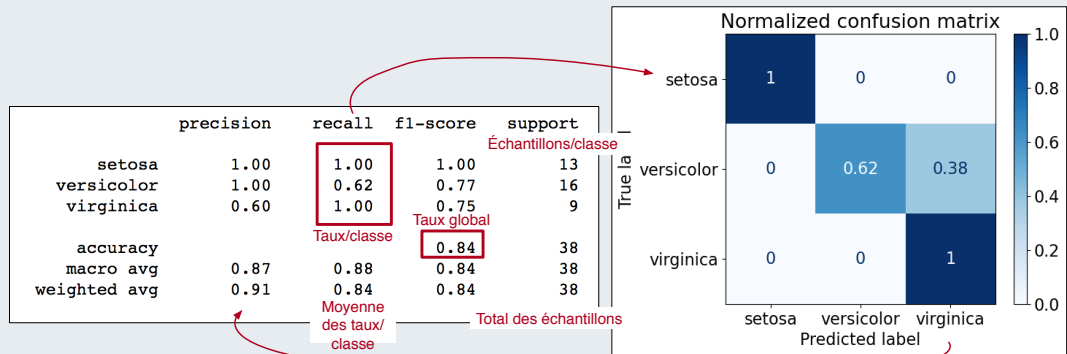 precision recall f1-score support
Échantillons/classe
setosa 1.00 1.00 1.00 13
versicolor 1.00 0.62 0.77 16
virginica 0.60 1.00 0.75 9
Taux/classe
Taux global
accuracy 0.84 38
macro avg 0.87 0.88 0.84 38
weighted avg 0.91 0.84 0.84 38
Moyenne
des taux/
classe
Total des échantillons
Normalized confusion matrix
True la l
setosa 1 0 0
versicolor 0 0.62 0.38
virginica 0 0 1
setosa versicolor virginica
Predicted label
1.0
0.8
0.6
0.4
0.2
0.0